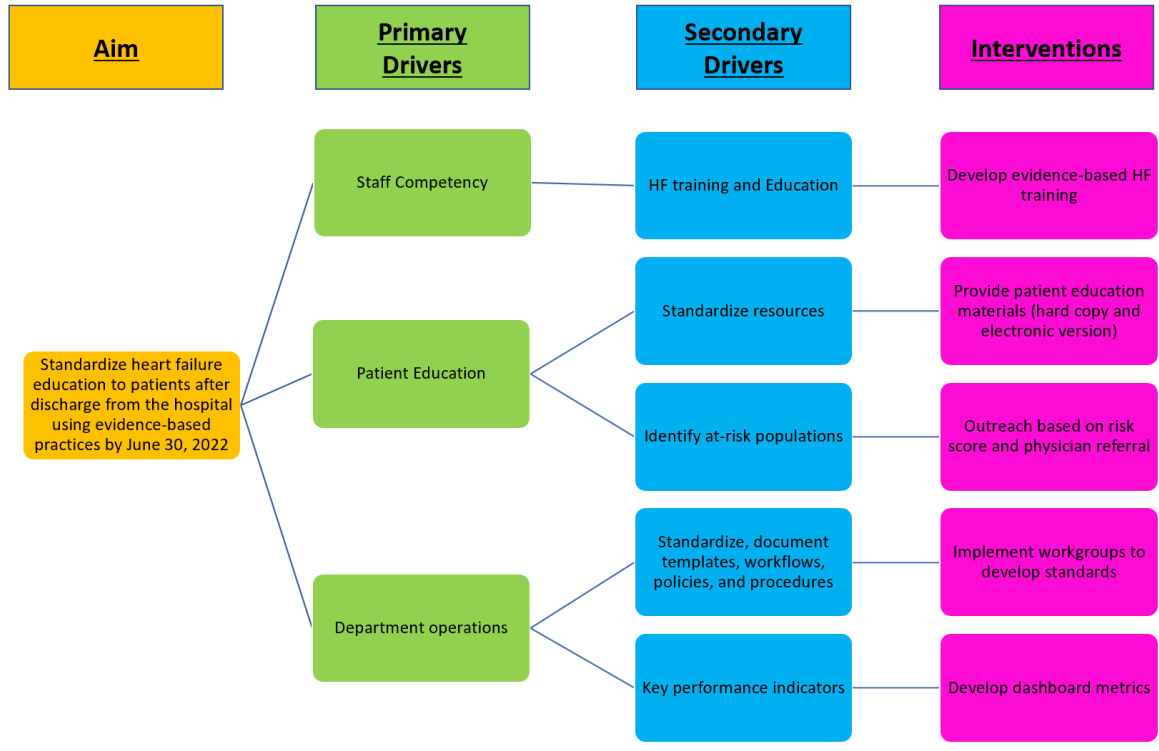 Aim
Primary
Drivers
Secondary
Drivers
Interventions
Staff Competency
HF training and Education
Develop evidence-based HF
training
Standardize resources
Provide patient education
materials (hard copy and
electronic version)
Standardize heart failure
education to patients after
discharge from the hospital
using evidence-based
practices by June 30, 2022
Patient Education
Identify at-risk populations
Outreach based on risk
score and physician referral
Department operations
Standardize, document
templates, workflows,
policies, and procedures
Implement workgroups to
develop standards
Key performance indicators
Develop dashboard metrics